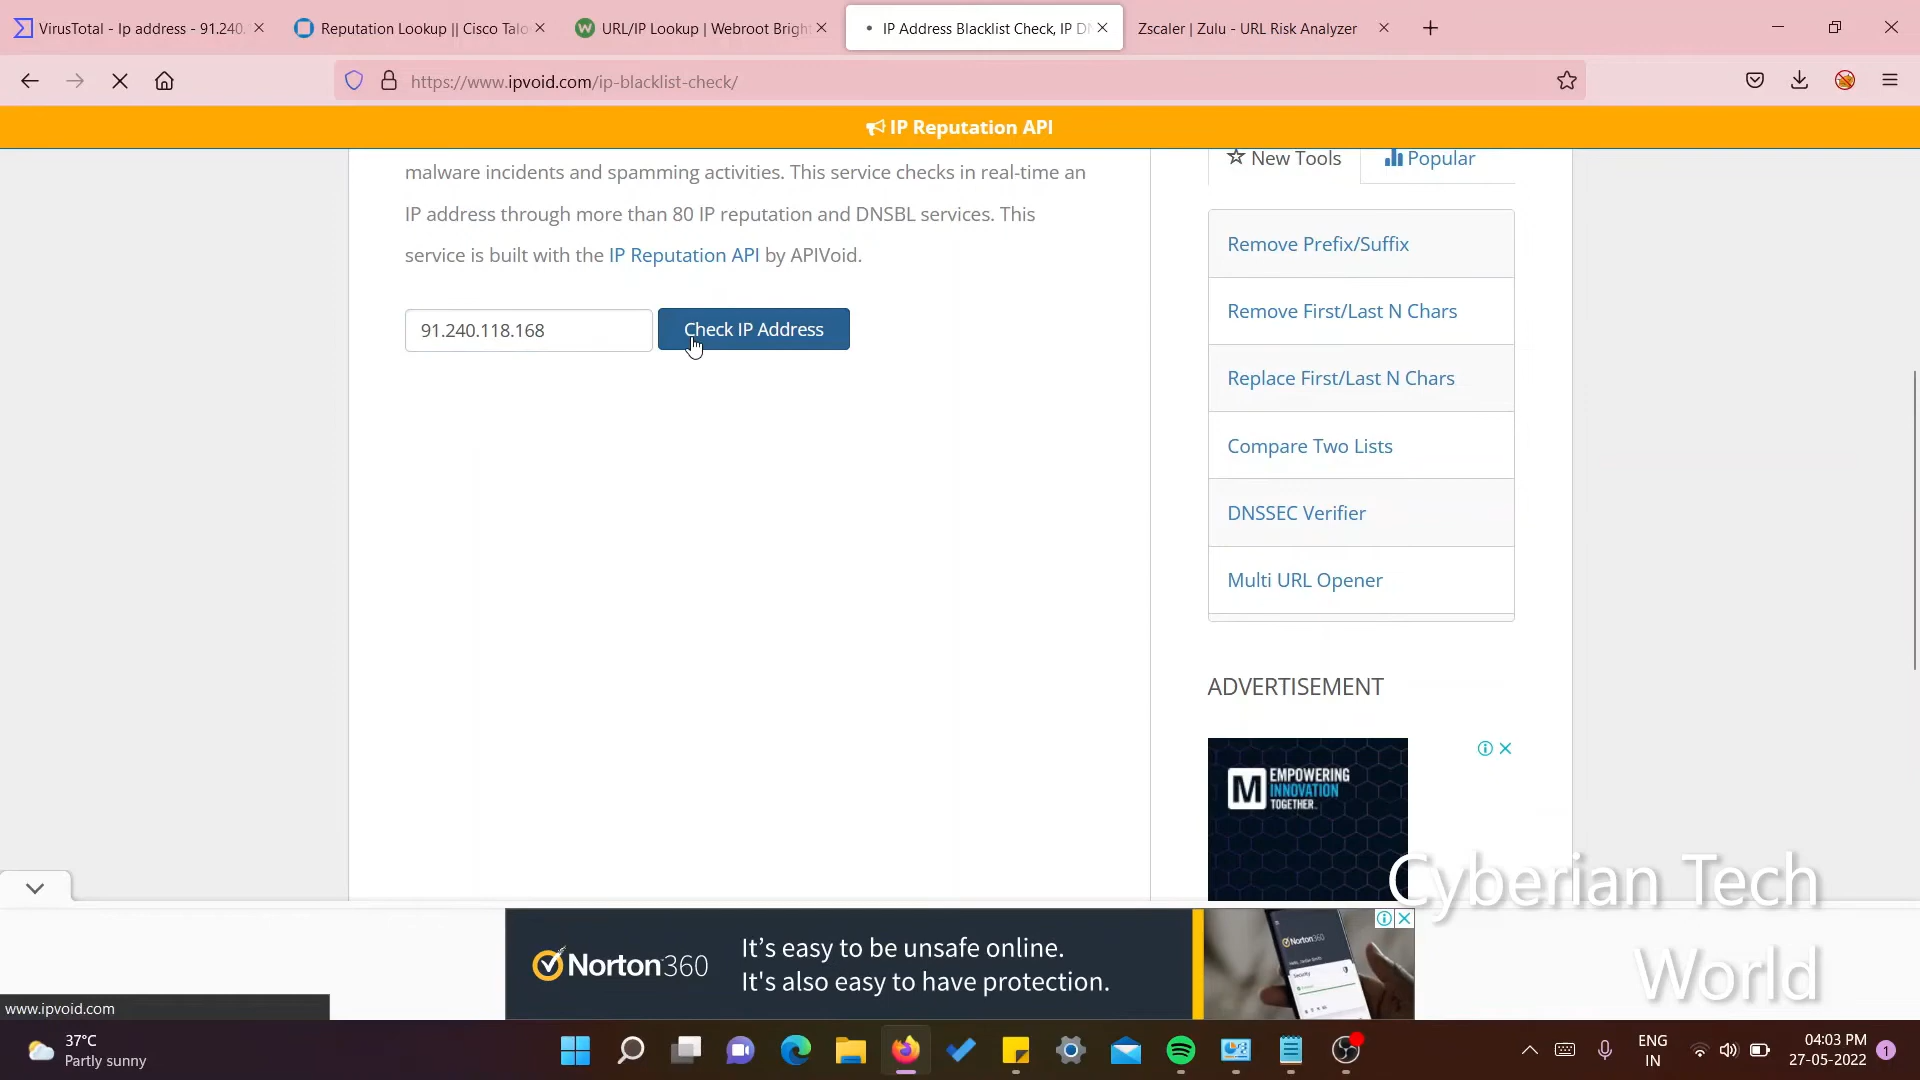 VirusTotal - Ip address - 91.240.
Reputation Lookup || Cisco Talo
URL/IP Lookup | Webroot Bright
IP Address Blacklist Check, IP DN
Zscaler | Zulu - URL Risk Analyzer
https://www.ipvoid.com/ip-blacklist-check/
IP Reputation API
malware incidents and spamming activities. This service checks in real-time an
IP address through more than 80 IP reputation and DNSBL services. This
service is built with the IP Reputation API by APIVoid.
91.240.118.168
Check IP Address
New Tools
Popular
Remove Prefix/Suffix
Remove First/Last N Chars
Replace First/Last N Chars
Compare Two Lists
DNSSEC Verifier
Multi URL Opener
ADVERTISEMENT
M EMPOWERING
INNOVATION
TOGETHER.
Cyberian Tech
World
Norton360
It's easy to be unsafe online.
It's also easy to have protection.
Norton360
Security
www.ipvoid.com
37°C
Partly sunny
ENG
IN
04:03 PM
27-05-2022
1